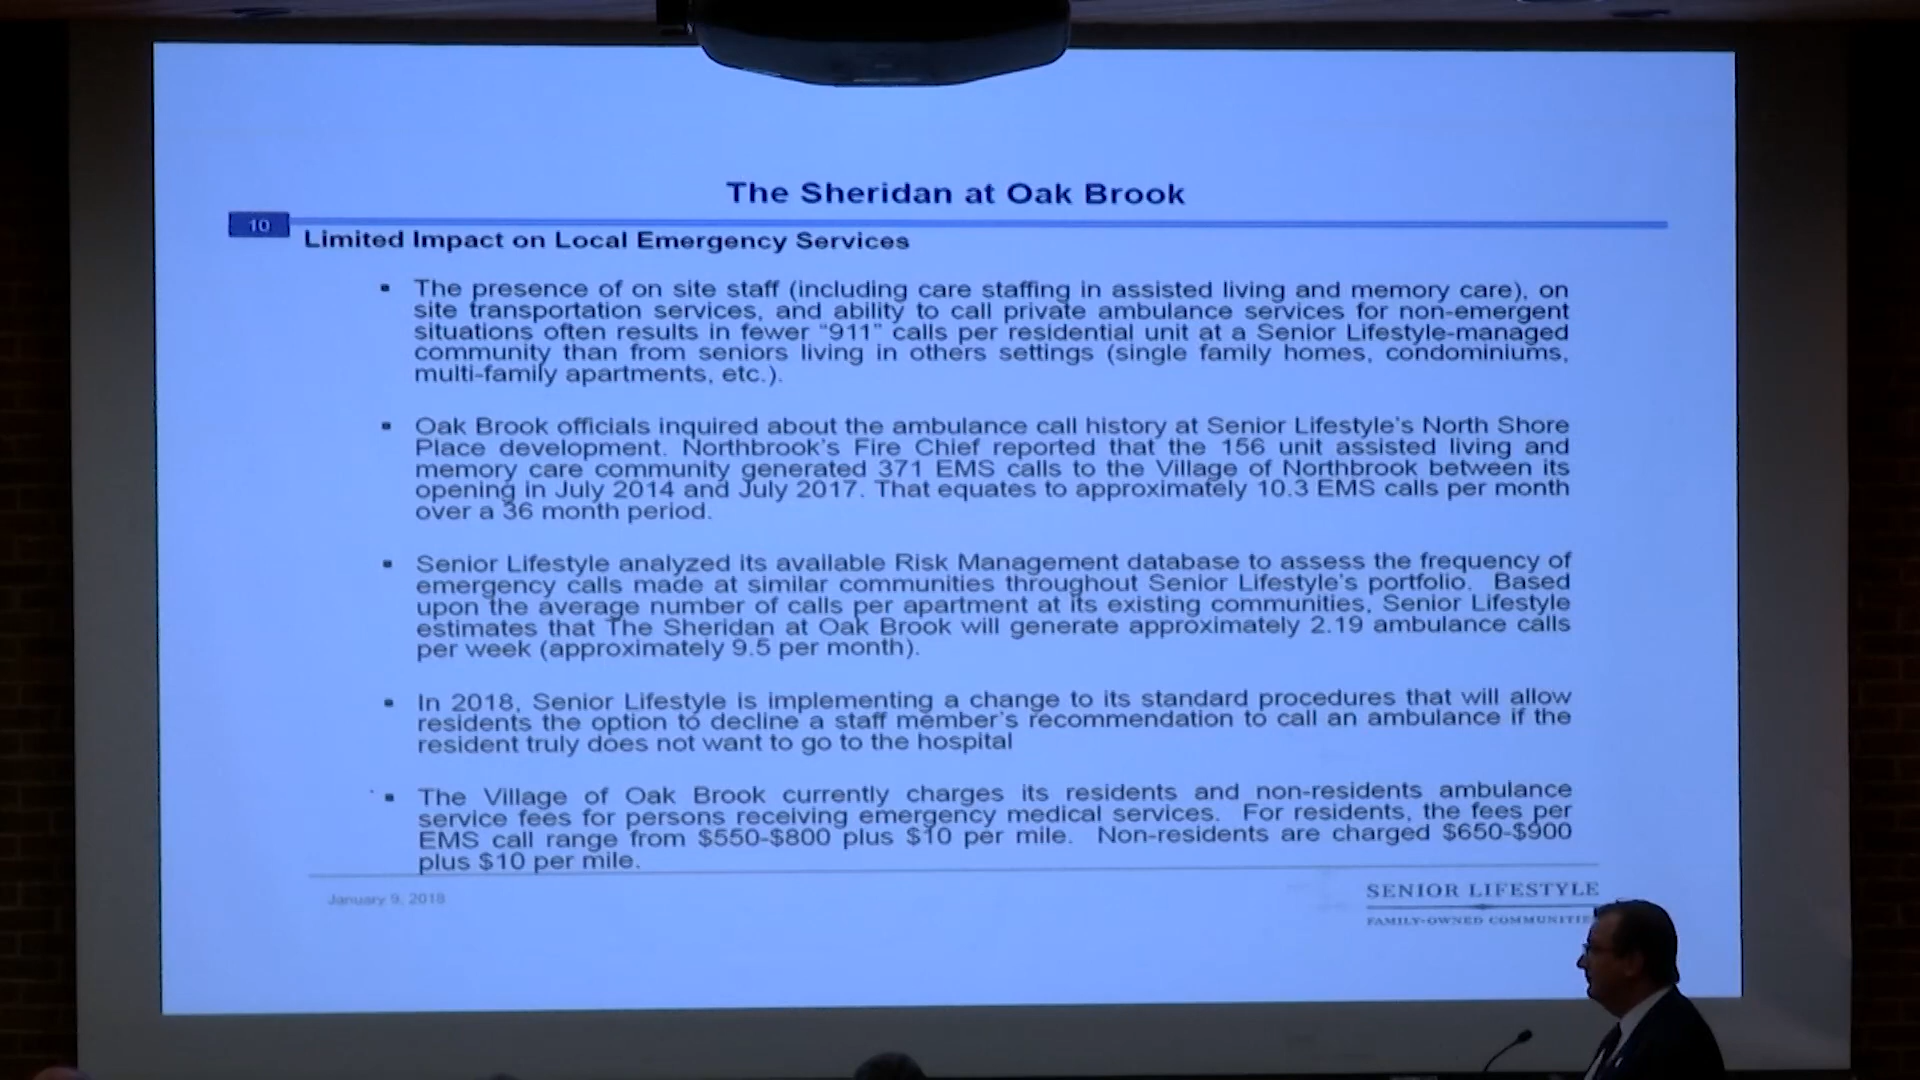 The Sheridan at Oak Brook
10
Limited Impact on Local Emergency Services
▪ The presence of on site staff (including care staffing in assisted living and memory care), on
site transportation services, and ability to call private ambulance services for non-emergent
situations often results in fewer “911” calls per residential unit at a Senior Lifestyle-managed
community than from seniors living in others settings (single family homes, condominiums,
multi-family apartments, etc.).
▪ Oak Brook officials inquired about the ambulance call history at Senior Lifestyle's North Shore
Place development. Northbrook's Fire Chief reported that the 156 unit assisted living and
memory care community generated 371 EMS calls to the Village of Northbrook between its
opening in July 2014 and July 2017. That equates to approximately 10.3 EMS calls per month
over a 36 month period.
▪ Senior Lifestyle analyzed its available Risk Management database to assess the frequency of
emergency calls made at similar communities throughout Senior Lifestyle's portfolio. Based
upon the average number of calls per apartment at its existing communities, Senior Lifestyle
estimates that The Sheridan at Oak Brook will generate approximately 2.19 ambulance calls
per week (approximately 9.5 per month).
▪ In 2018, Senior Lifestyle is implementing a change to its standard procedures that will allow
residents the option to decline a staff member's recommendation to call an ambulance if the
resident truly does not want to go to the hospital
▪ The Village of Oak Brook currently charges its residents and non-residents ambulance
service fees for persons receiving emergency medical services. For residents, the fees per
EMS call range from $550-$800 plus $10 per mile. Non-residents are charged $650-$900
plus $10 per mile.
January 9, 2018
SENIOR LIFESTYLE
FAMILY-OWNED COMMUNITIE